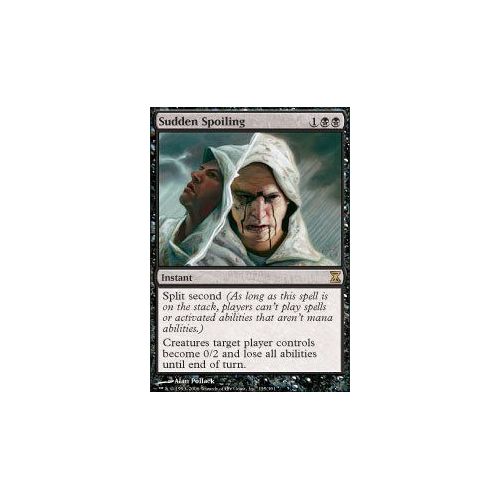 Sudden Spoiling 1
Instant
Split second (As long as this spell is
on the stack, players can't play spells
or activated abilities that aren't mana
abilities.)
Creatures target player controls
become 0/2 and lose all abilities
until end of turn.
Alan Pollack